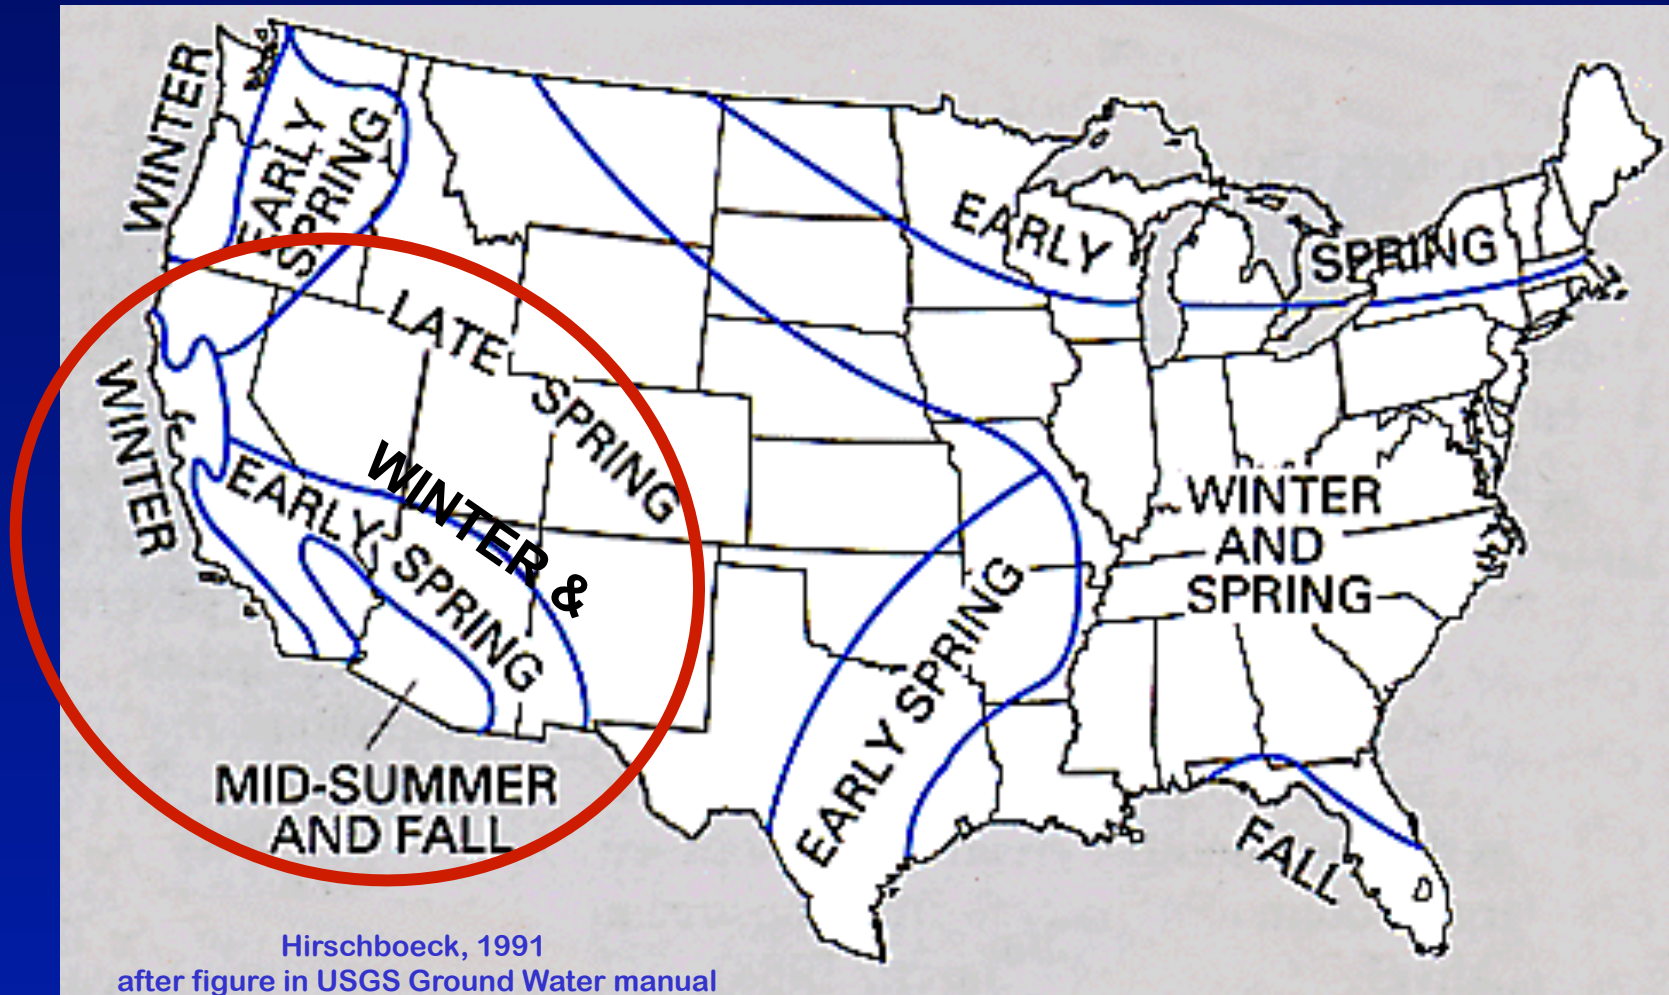 WINTER
EARLY
SPRING
EARLY
SPRING
LATE
SPRING
WINTER
WINTER &
EARLY
SPRING
WINTER
AND
SPRING
EARLY SPRING
MID-SUMMER
AND FALL
FALL
Hirschboeck, 1991
after figure in USGS Ground Water manual